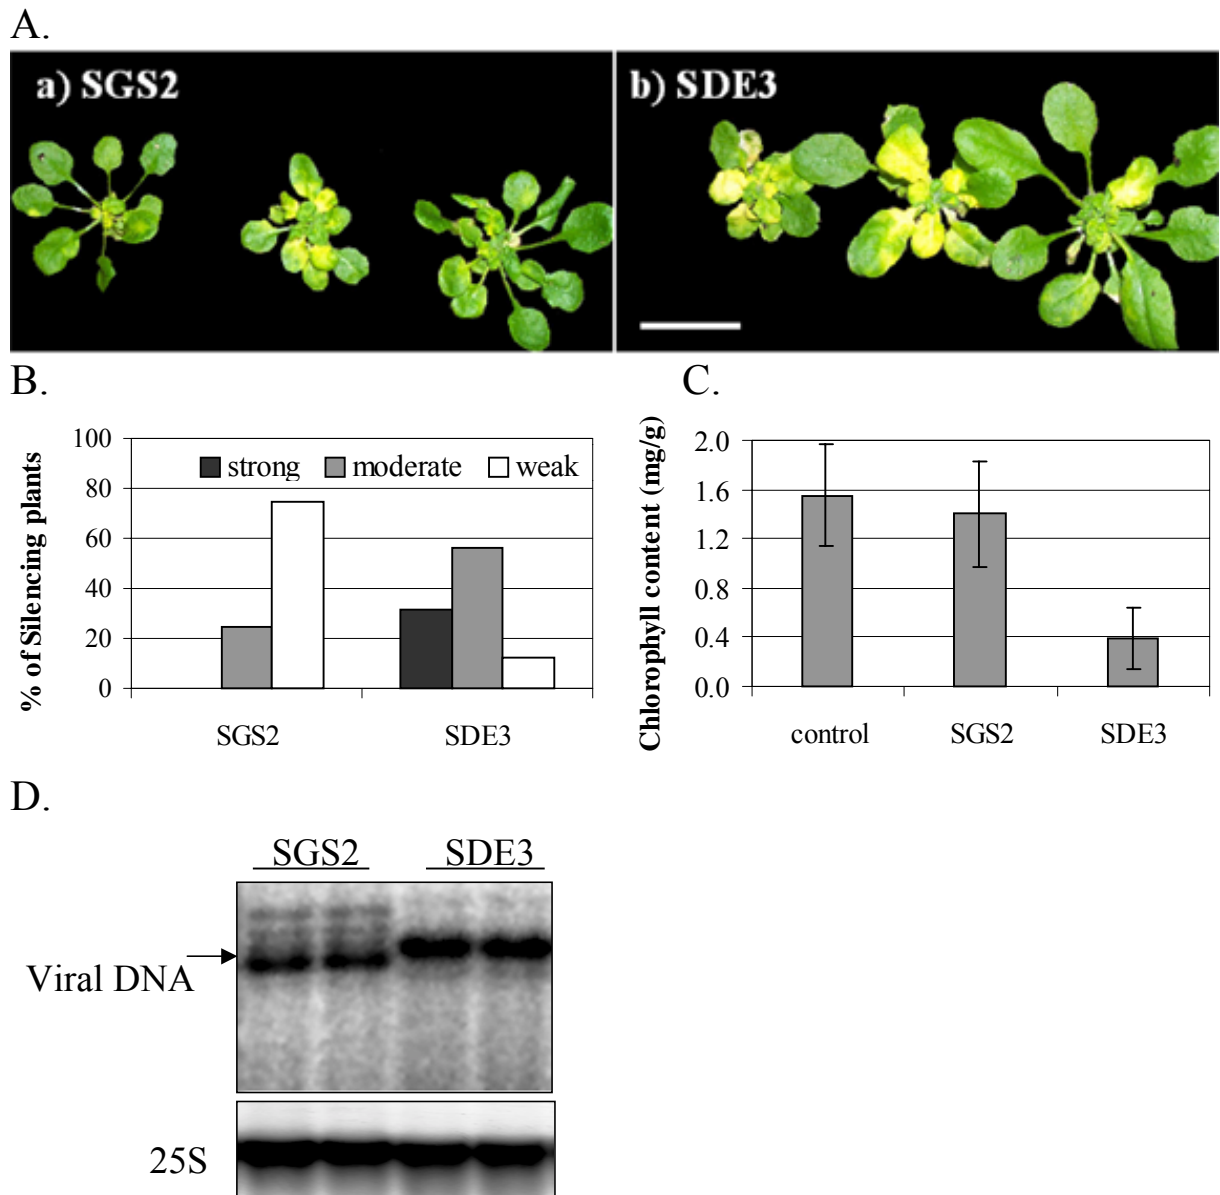 A.
a) SGS2
b) SDE3
B.
C.
% of Silencing plants
100
80
60
40
20
0
strong moderate weak
SGS2 SDE3
Chlorophyll content (mg/g)
2.0
1.6
1.2
0.8
0.4
0.0
control SGS2 SDE3
D.
SGS2 SDE3
Viral DNA
25S